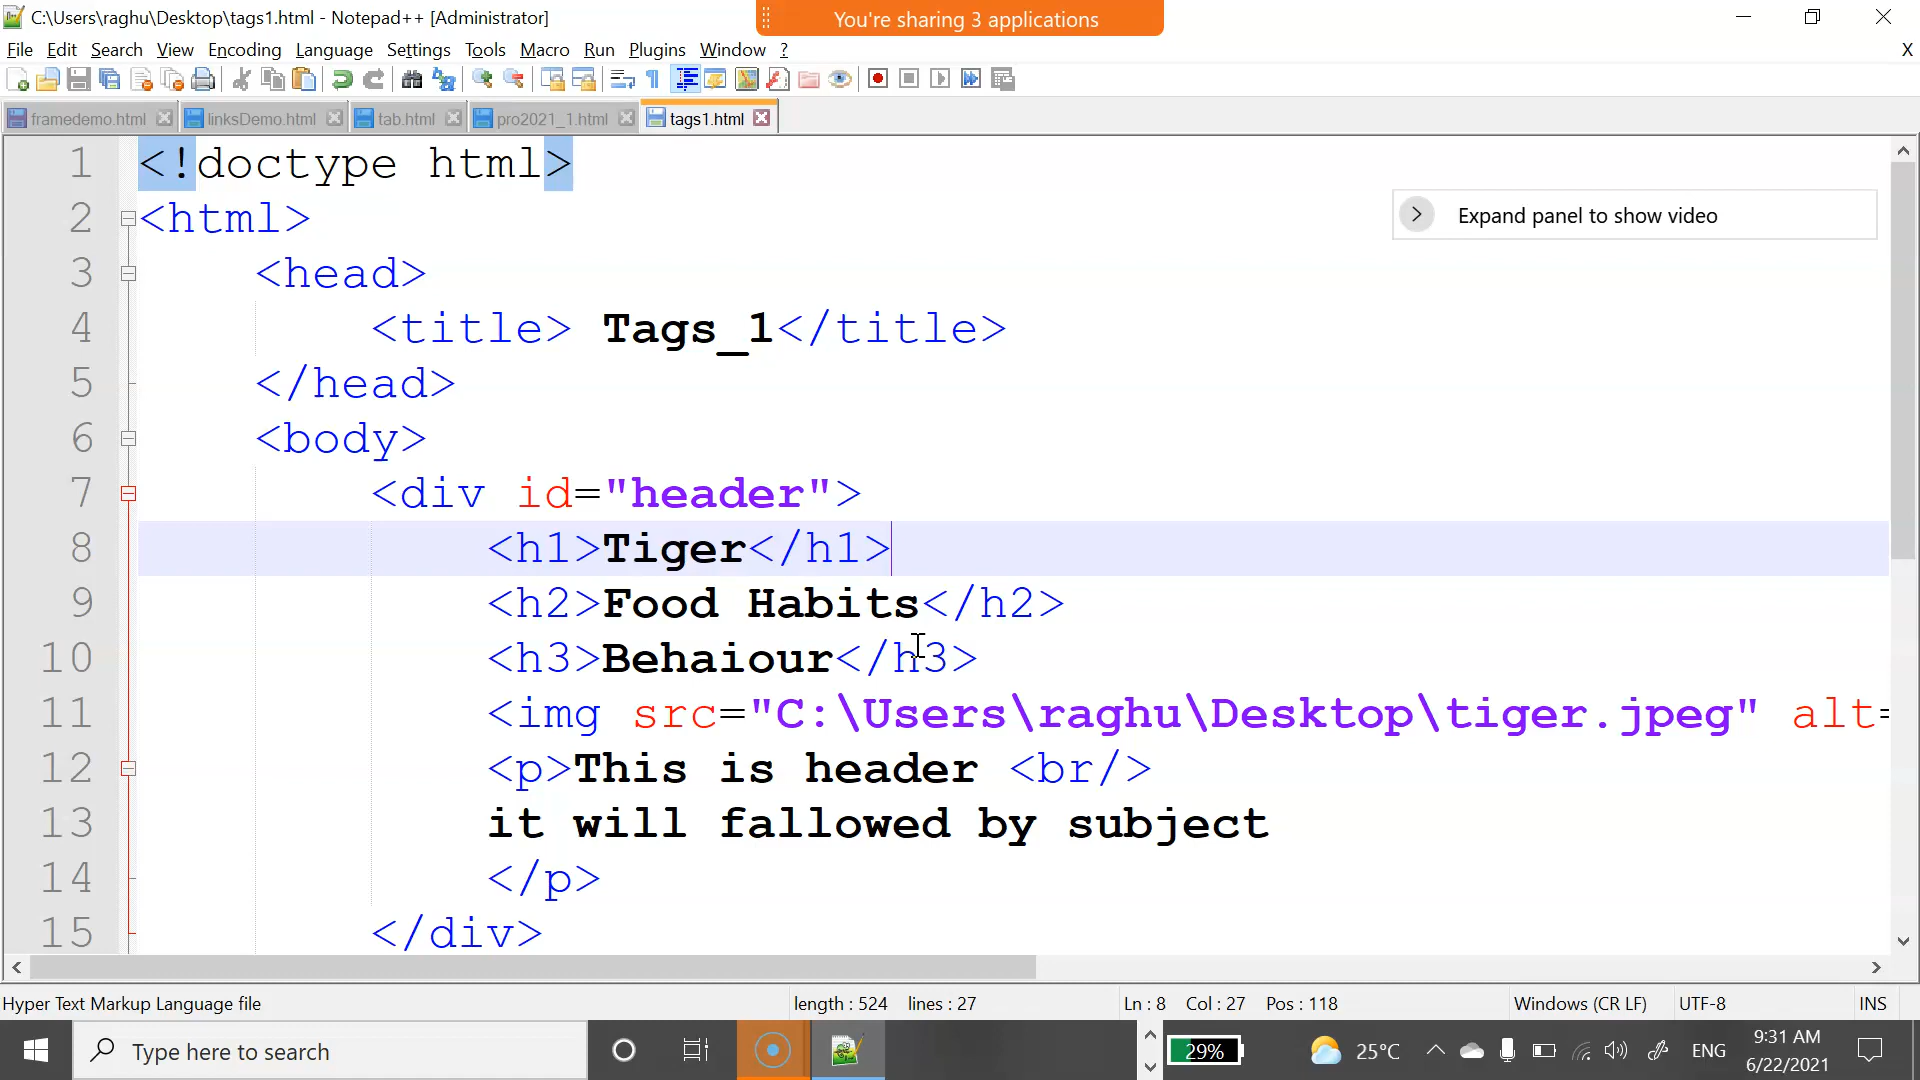 C:\Users\raghu\Desktop\tags1.html - Notepad++ [Administrator]
You're sharing 3 applications
File Edit Search View Encoding Language Settings Tools Macro Run Plugins Window ?
X
framedemo.html linksDemo.html tab.html pro2021_1.html tags1.html
1 <!doctype html>
2 <html>
Expand panel to show video
3 <head>
4 <title> Tags_1</title>
5 </head>
6 <body>
7 <div id="header">
8 <h1>Tiger</h1>
9 <h2>Food Habits</h2>
10 <h3>Behaiour</h3>
11 <img src="C:\Users\raghu\Desktop\tiger.jpeg" alt=
12 <p>This is header <br/>
13 it will fallowed by subject
14 </p>
15 </div>
Hyper Text Markup Language file length : 524 lines : 27 Ln : 8 Col : 27 Pos : 118 Windows (CR LF) UTF-8 INS
Type here to search
29%
25°C
ENG
9:31 AM
6/22/2021